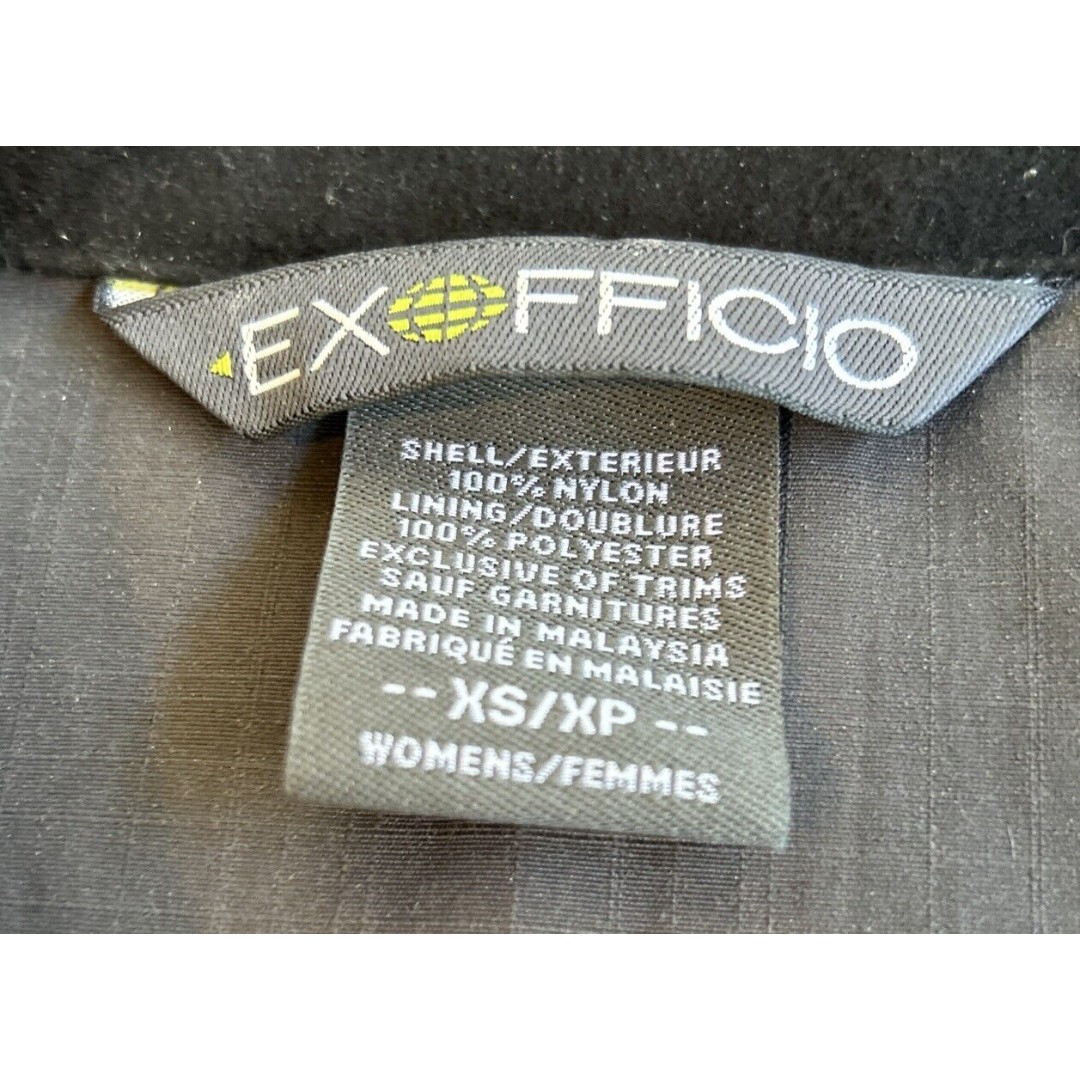 EXOFFICIO
SHELL/EXTERIEUR
100% NYLON
LINING/DOUBLURE
100% POLYESTER
EXCLUSIVE OF TRIMS
SAUF GARNITURES
MADE IN MALAYSIA
FABRIQUÉ EN MALAISIE
-- XS/XP --
WOMENS/FEMMES